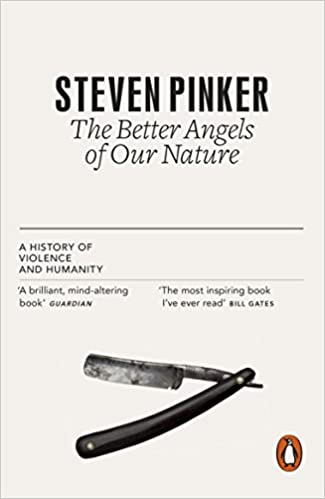 STEVEN PINKER
The Better Angels
of Our Nature
A HISTORY OF
VIOLENCE
AND HUMANITY
'A brilliant, mind-altering
book' GUARDIAN
'The most inspiring book
I've ever read' BILL GATES